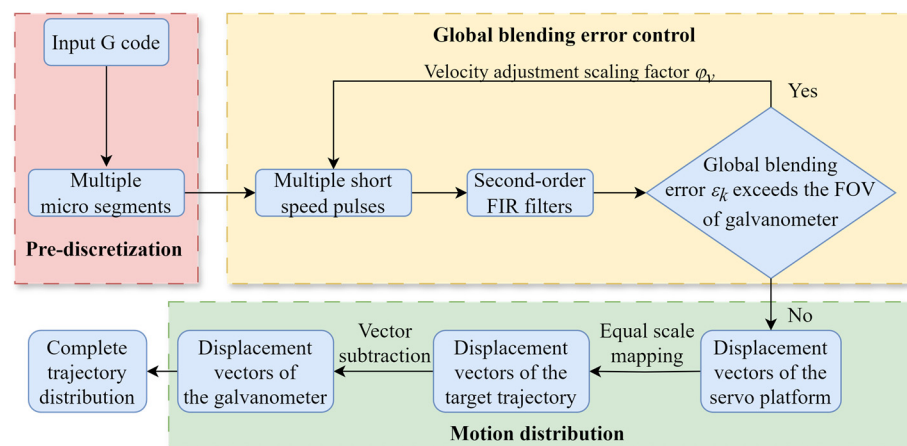 Input G code
Multiple
micro segments
Pre-discretization
Global blending error control
Velocity adjustment scaling factor φᵥ
Yes
Multiple short
speed pulses
Second-order
FIR filters
Global blending
error εₖ exceeds the FOV
of galvanometer
No
Displacement
vectors of the
servo platform
Equal scale
mapping
Displacement
vectors of the
target trajectory
Vector
subtraction
Displacement
vectors of
the galvanometer
Complete
trajectory
distribution
Motion distribution